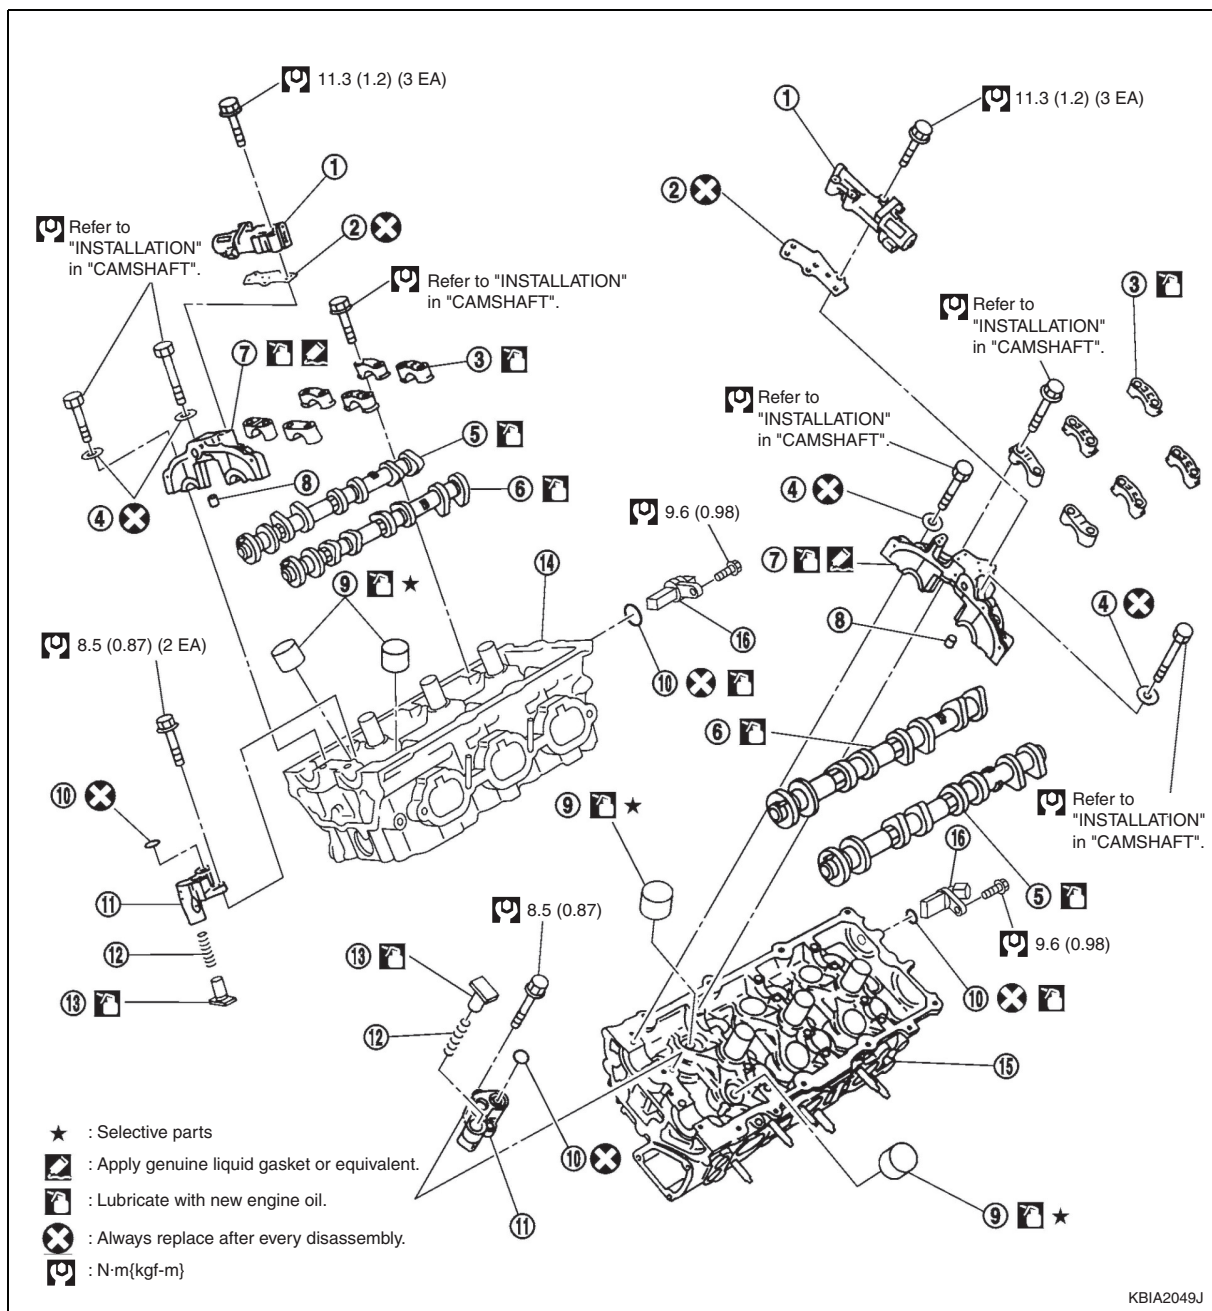 11.3 (1.2) (3 EA)
11.3 (1.2) (3 EA)
1
1
2
2
Refer to
"INSTALLATION"
in "CAMSHAFT".
Refer to "INSTALLATION"
in "CAMSHAFT".
3
Refer to
"INSTALLATION"
in "CAMSHAFT".
7
3
Refer to
"INSTALLATION"
in "CAMSHAFT".
5
8
6
4
4
9.6 (0.98)
7
14
9 ★
4
8
16
8.5 (0.87) (2 EA)
10
6
10
9 ★
Refer to
"INSTALLATION"
in "CAMSHAFT".
16
11
8.5 (0.87)
5
9.6 (0.98)
12
13
13
10
12
15
★ : Selective parts
: Apply genuine liquid gasket or equivalent.
10
: Lubricate with new engine oil.
11
9 ★
: Always replace after every disassembly.
: N·m{kgf-m}
KBIA2049J